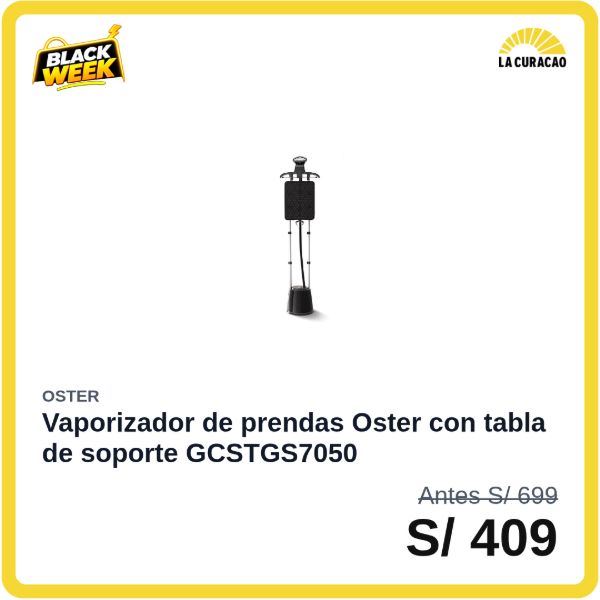 BLACK
WEEK
LA CURACAO
OSTER
Vaporizador de prendas Oster con tabla
de soporte GCSTGS7050
Antes S/ 699
S/ 409